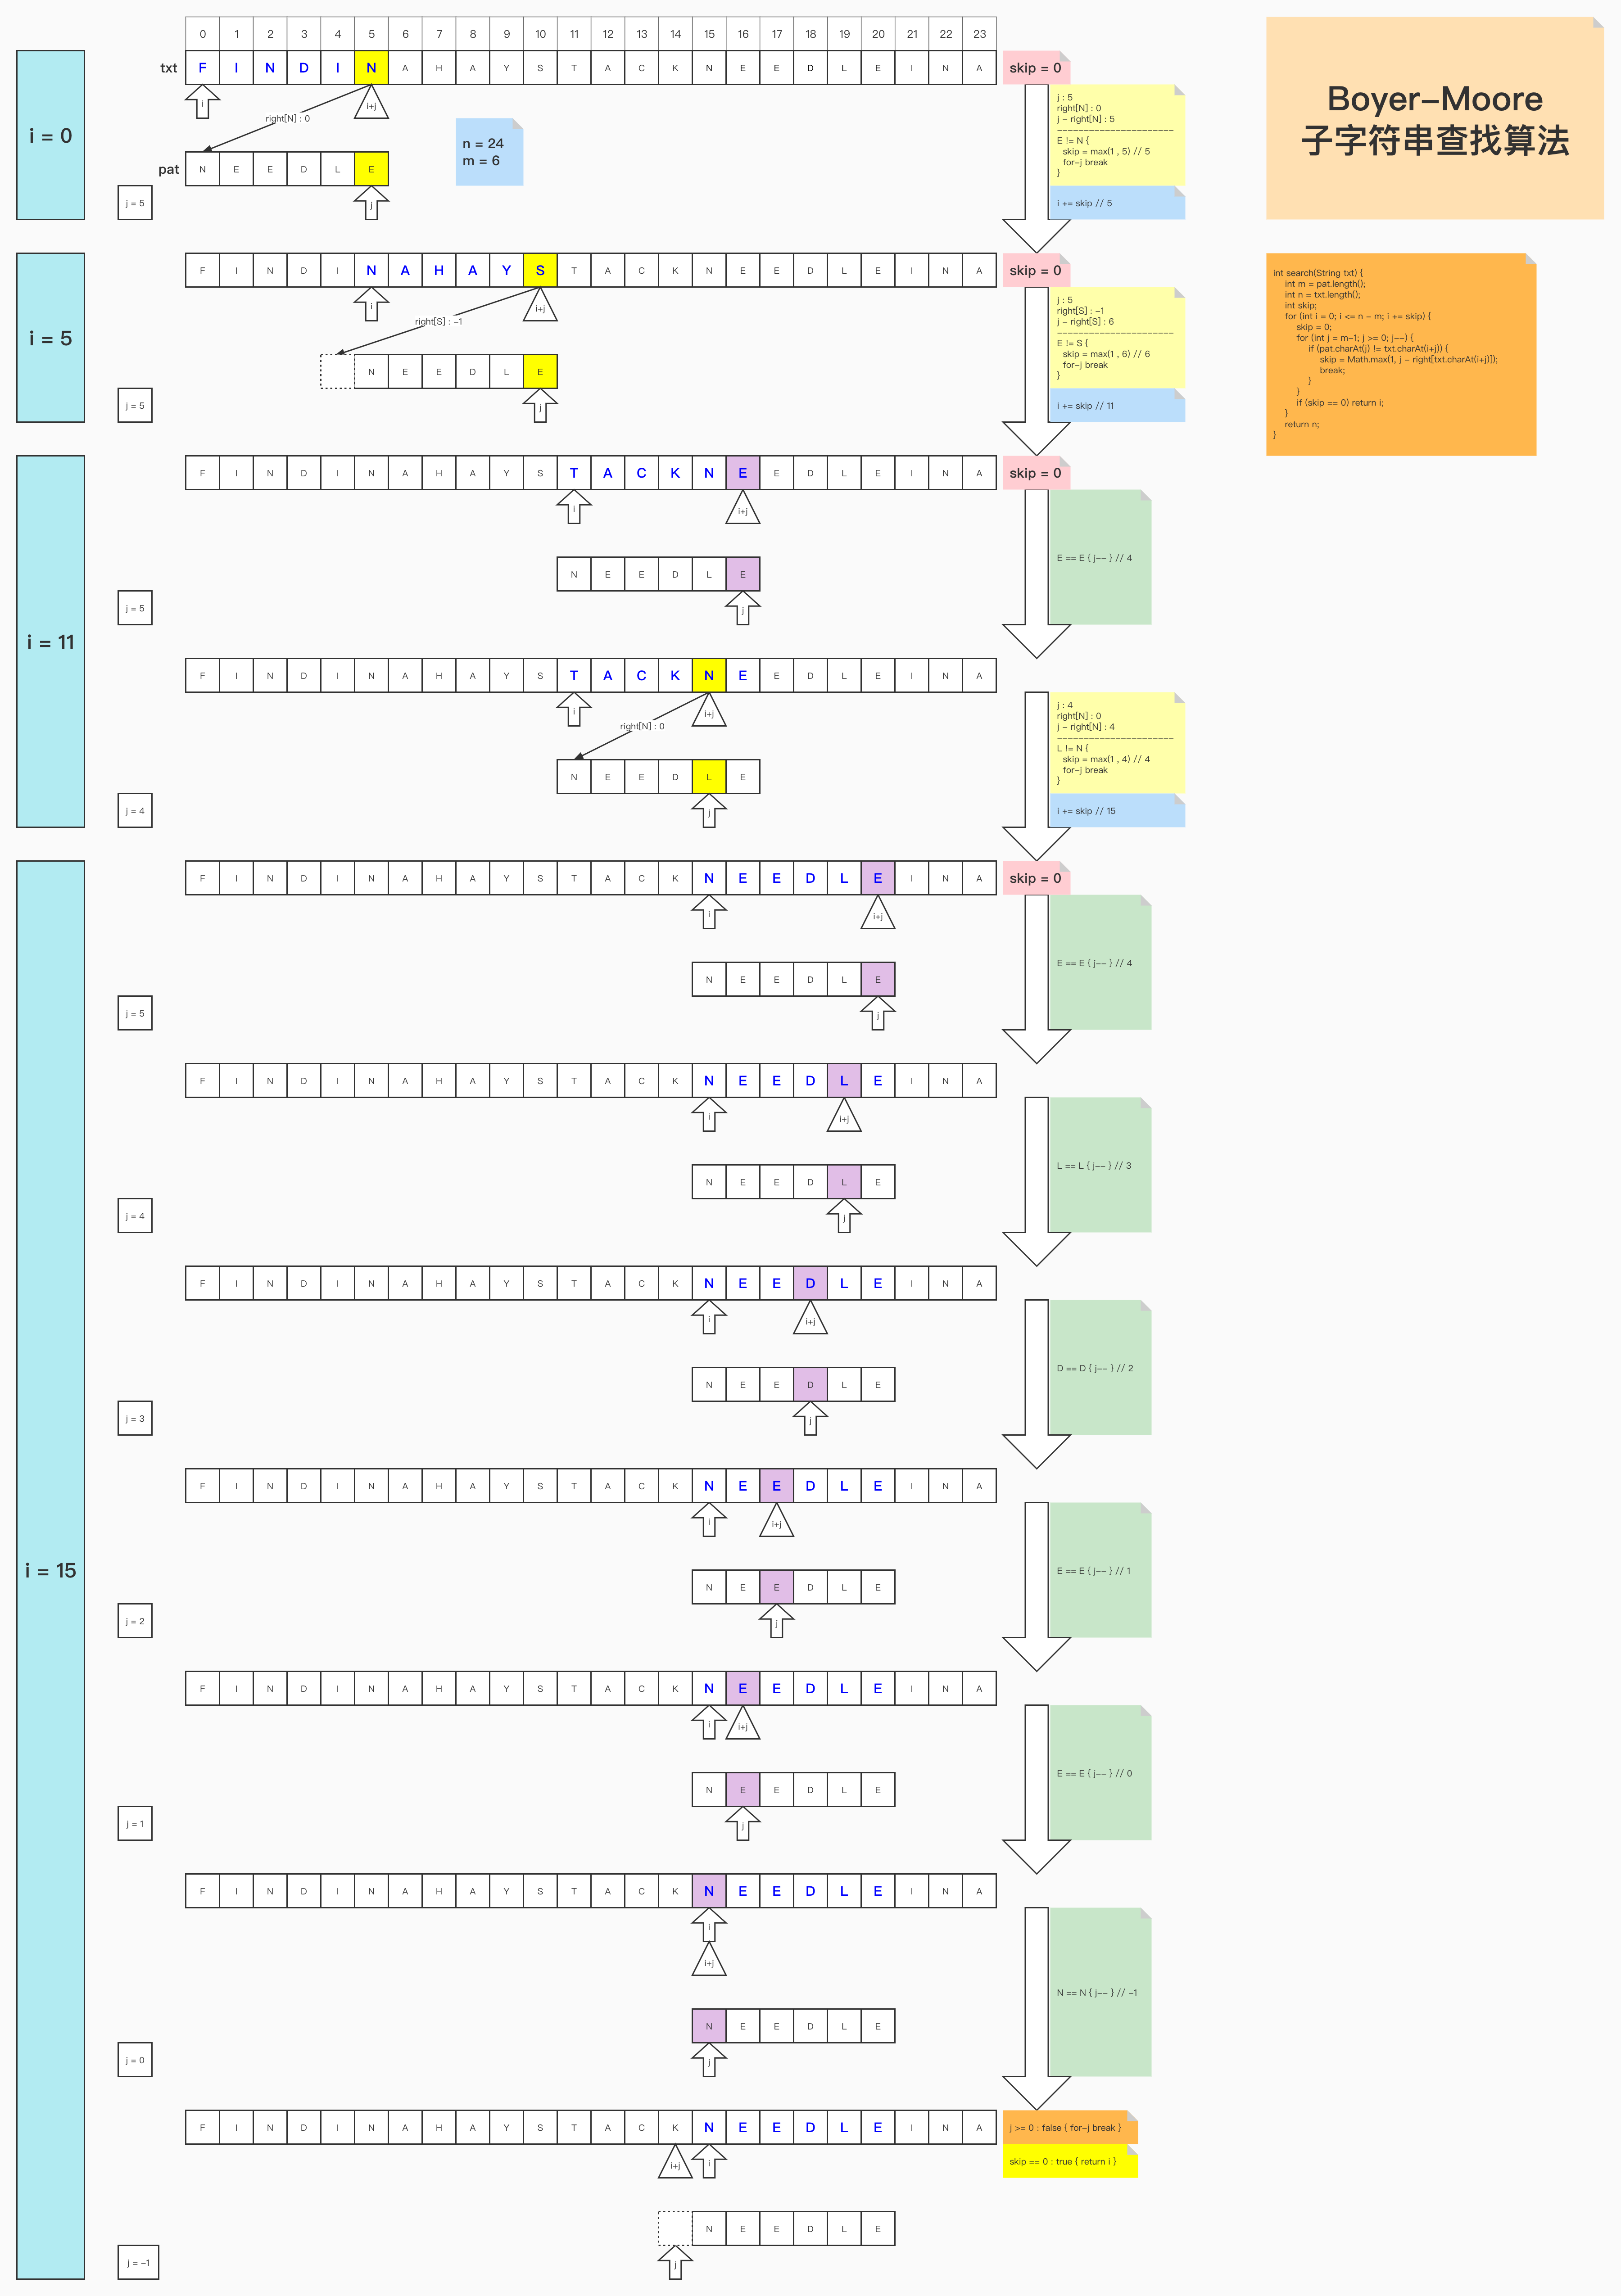 0 1 2 3 4 5 6 7 8 9 10 11 12 13 14 15 16 17 18 19 20 21 22 23
txt F I N D I N A H A Y S T A C K N E E D L E I N A
skip = 0
i
i+j
right[N] : 0
pat N E E D L E
j
i = 0
j = 5
n = 24
m = 6
j : 5
right[N] : 0
j - right[N] : 5
----------------------
E != N {
skip = max(1 , 5) // 5
for-j break
}
i += skip // 5
Boyer-Moore
子字符串查找算法
F I N D I N A H A Y S T A C K N E E D L E I N A
skip = 0
i
i+j
right[S] : -1
N E E D L E
j
i = 5
j = 5
j : 5
right[S] : -1
j - right[S] : 6
----------------------
E != S {
skip = max(1 , 6) // 6
for-j break
}
i += skip // 11
int search(String txt) {
int m = pat.length();
int n = txt.length();
int skip;
for (int i = 0; i <= n - m; i += skip) {
skip = 0;
for (int j = m-1; j >= 0; j--) {
if (pat.charAt(j) != txt.charAt(i+j)) {
skip = Math.max(1, j - right[txt.charAt(i+j)]);
break;
}
}
if (skip == 0) return i;
}
return n;
}
F I N D I N A H A Y S T A C K N E E D L E I N A
skip = 0
i
i+j
N E E D L E
j
j = 5
E == E { j-- } // 4
i = 11
F I N D I N A H A Y S T A C K N E E D L E I N A
i
i+j
right[N] : 0
N E E D L E
j
j = 4
j : 4
right[N] : 0
j - right[N] : 4
----------------------
L != N {
skip = max(1 , 4) // 4
for-j break
}
i += skip // 15
F I N D I N A H A Y S T A C K N E E D L E I N A
skip = 0
i
i+j
N E E D L E
j
j = 5
E == E { j-- } // 4
F I N D I N A H A Y S T A C K N E E D L E I N A
i
i+j
N E E D L E
j
j = 4
L == L { j-- } // 3
F I N D I N A H A Y S T A C K N E E D L E I N A
i
i+j
N E E D L E
j
j = 3
D == D { j-- } // 2
F I N D I N A H A Y S T A C K N E E D L E I N A
i
i+j
i = 15
N E E D L E
j
j = 2
E == E { j-- } // 1
F I N D I N A H A Y S T A C K N E E D L E I N A
i
i+j
N E E D L E
j
j = 1
E == E { j-- } // 0
F I N D I N A H A Y S T A C K N E E D L E I N A
i
i+j
N E E D L E
j
j = 0
N == N { j-- } // -1
F I N D I N A H A Y S T A C K N E E D L E I N A
j >= 0 : false { for-j break }
i+j
i
skip == 0 : true { return i }
N E E D L E
j
j = -1